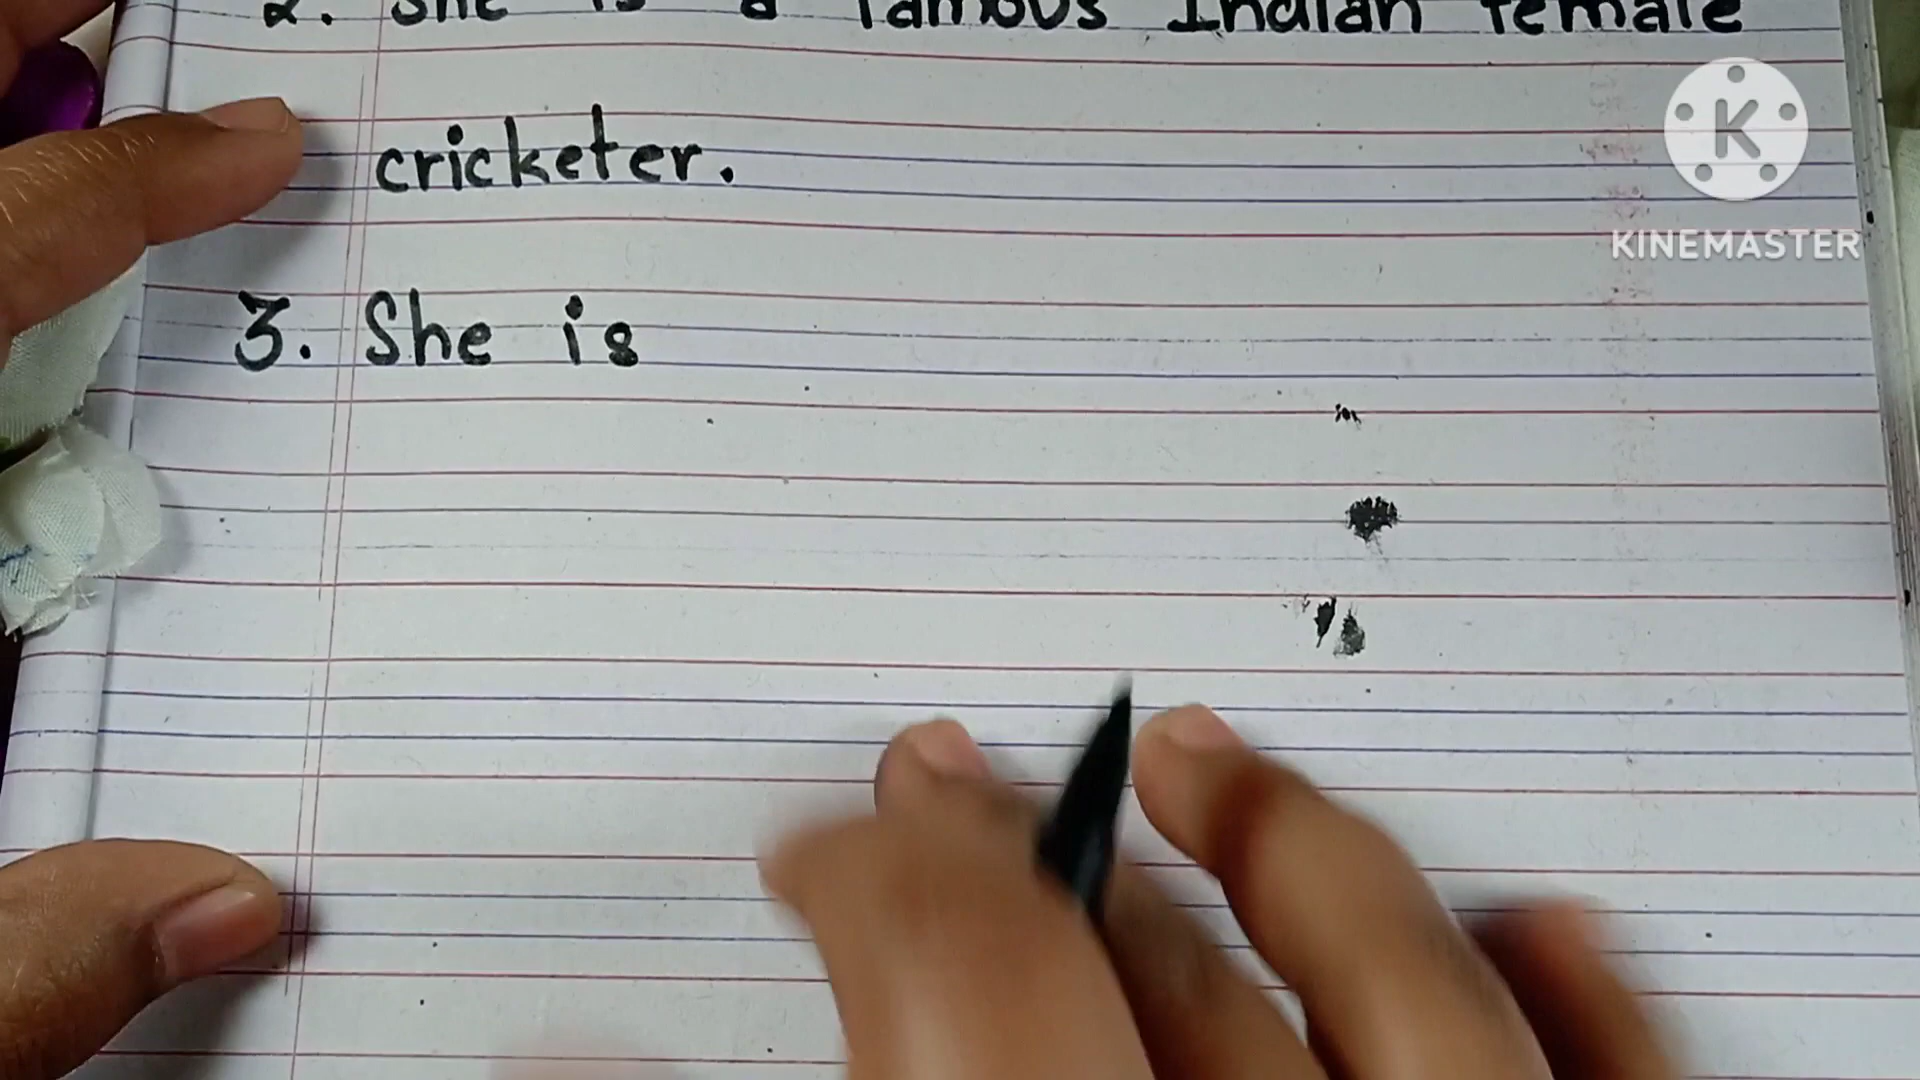 2. She is a famous Indian female
cricketer.
3. She is
KINEMASTER